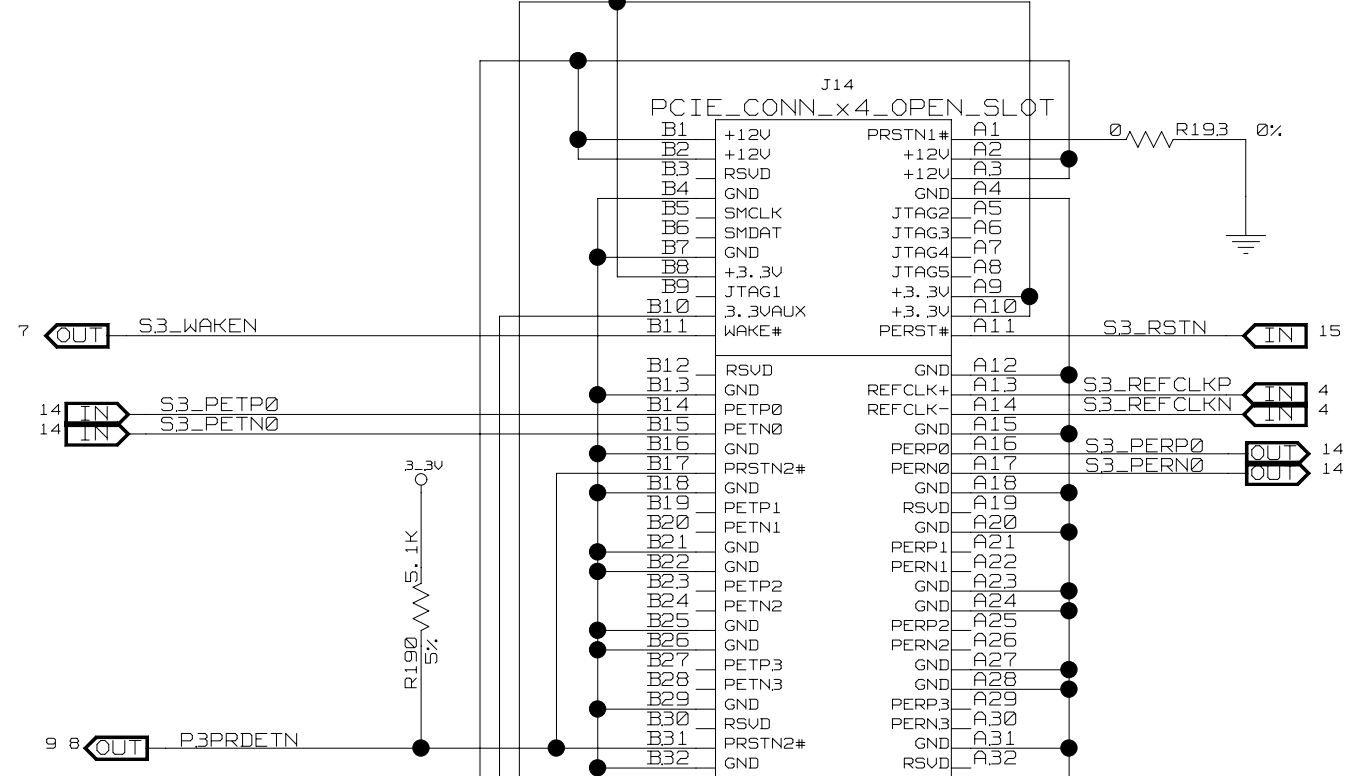 J14
PCIE_CONN_x4_OPEN_SLOT
B1 +12V PRSTN1# A1 0 R193 0%
B2 +12V +12V A2
B3 RSVD +12V A3
B4 GND GND A4
B5 SMCLK JTAG2 A5
B6 SMDAT JTAG3 A6
B7 GND JTAG4 A7
B8 +3.3V JTAG5 A8
B9 JTAG1 +3.3V A9
B10 3.3VAUX +3.3V A10
7 OUT S3_WAKEN B11 WAKE# PERST# A11 S3_RSTN IN 15
B12 RSVD GND A12
B13 GND REFCLK+ A13 S3_REFCLKP IN 4
14 IN S3_PETP0 B14 PETP0 REFCLK- A14 S3_REFCLKN IN 4
14 IN S3_PETN0 B15 PETN0 GND A15
B16 GND PERP0 A16 S3_PERP0 OUT 14
3_3V B17 PRSTN2# PERN0 A17 S3_PERN0 OUT 14
B18 GND GND A18
B19 PETP1 RSVD A19
B20 PETN1 GND A20
B21 GND PERP1 A21
B22 GND PERN1 A22
B23 PETP2 GND A23
B24 PETN2 GND A24
B25 GND PERP2 A25
B26 GND PERN2 A26
B27 PETP3 GND A27
B28 PETN3 GND A28
B29 GND PERP3 A29
B30 RSVD PERN3 A30
9 8 OUT P3PRDETN B31 PRSTN2# GND A31
B32 GND RSVD A32
R190 5.1K
5%